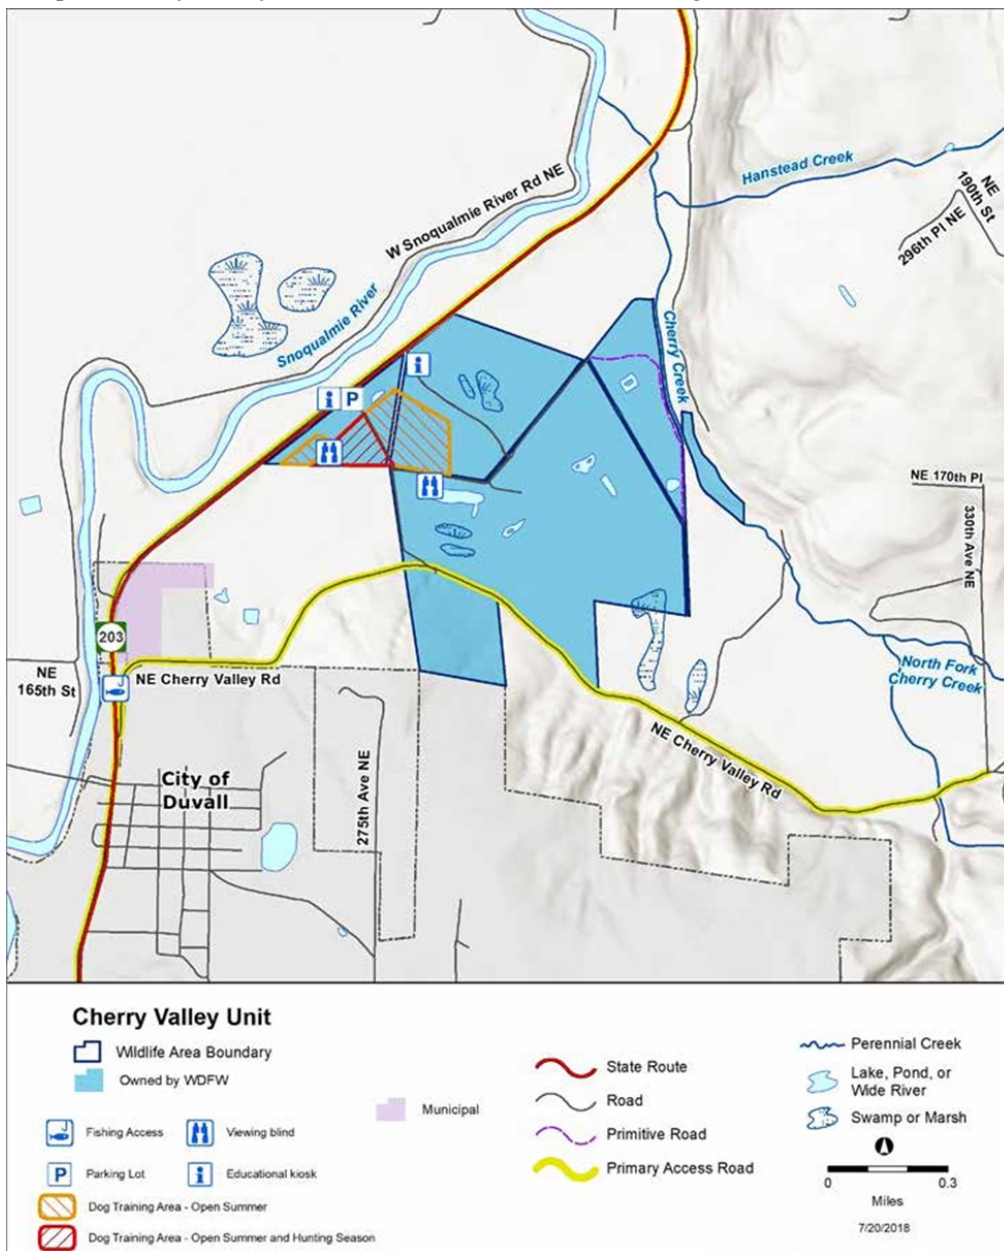 Hanstead Creek
NE
190th St
296th Pl NE
W Snoqualmie River Rd NE
Snoqualmie River
Cherry Creek
i
i P
NE 170th Pl
330th Ave NE
203
NE
165th St
NE Cherry Valley Rd
North Fork
Cherry Creek
NE Cherry Valley Rd
City of
Duvall
275th Ave NE
Cherry Valley Unit
Wildlife Area Boundary
Owned by WDFW
Municipal
Fishing Access
Viewing blind
P Parking Lot
i Educational kiosk
Dog Training Area - Open Summer
Dog Training Area - Open Summer and Hunting Season
State Route
Road
Primitive Road
Primary Access Road
Perennial Creek
Lake, Pond, or
Wide River
Swamp or Marsh
0 0.3
Miles
7/20/2018